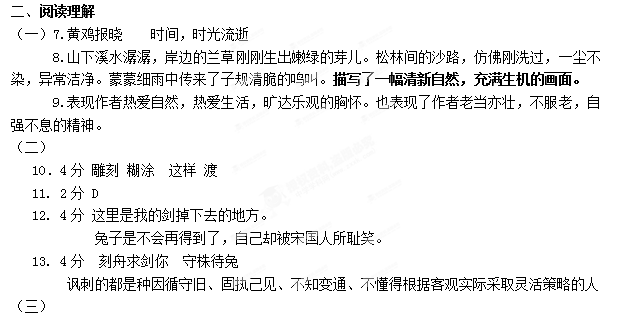 二、阅读理解
（一）7.黄鸡报晓 时间，时光流逝
8.山下溪水潺潺，岸边的兰草刚刚生出嫩绿的芽儿。松林间的沙路，仿佛刚洗过，一尘不
染，异常洁净。蒙蒙细雨中传来了子规清脆的鸣叫。描写了一幅清新自然，充满生机的画面。
9.表现作者热爱自然，热爱生活，旷达乐观的胸怀。也表现了作者老当亦壮，不服老，自
强不息的精神。
（二）
10．4分 雕刻 糊涂 这样 渡
11．2分 D
12．4分 这里是我的剑掉下去的地方。
兔子是不会再得到了，自己却被宋国人所耻笑。
13．4分 刻舟求剑你 守株待兔
讽刺的都是种因循守旧、固执己见、不知变通、不懂得根据客观实际采取灵活策略的人
（三）